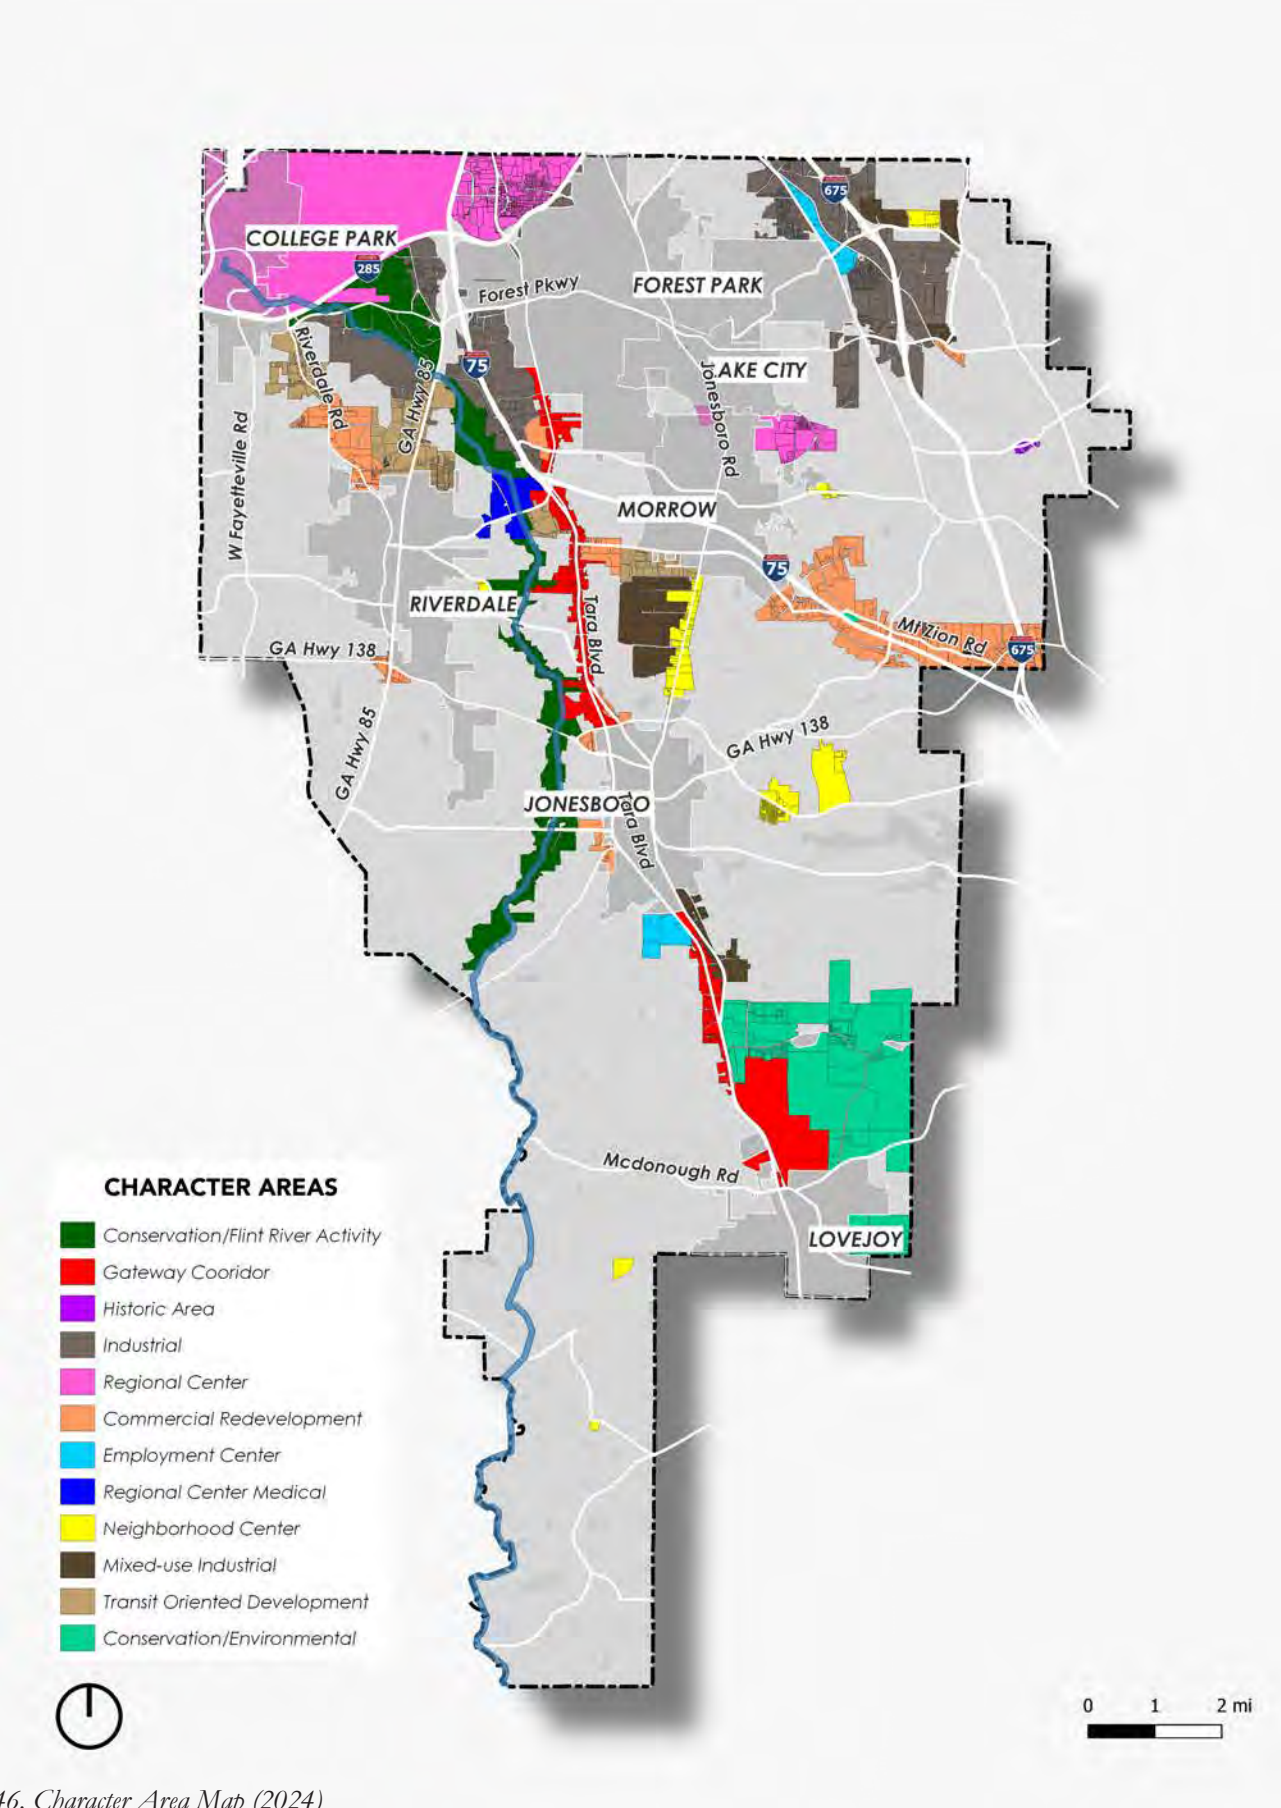 675
COLLEGE PARK
285
FOREST PARK
Forest Pkwy
Riverdale Rd
GA Hwy 85
75
LAKE CITY
Jonesboro Rd
W Fayetteville Rd
MORROW
75
RIVERDALE
Tara Blvd
Mt Zion Rd
675
GA Hwy 138
GA Hwy 85
GA Hwy 138
JONESBORO
Tara Blvd
Mcdonough Rd
LOVEJOY
CHARACTER AREAS
Conservation/Flint River Activity
Gateway Cooridor
Historic Area
Industrial
Regional Center
Commercial Redevelopment
Employment Center
Regional Center Medical
Neighborhood Center
Mixed-use Industrial
Transit Oriented Development
Conservation/Environmental
0 1 2 mi
46. Character Area Map (2024)